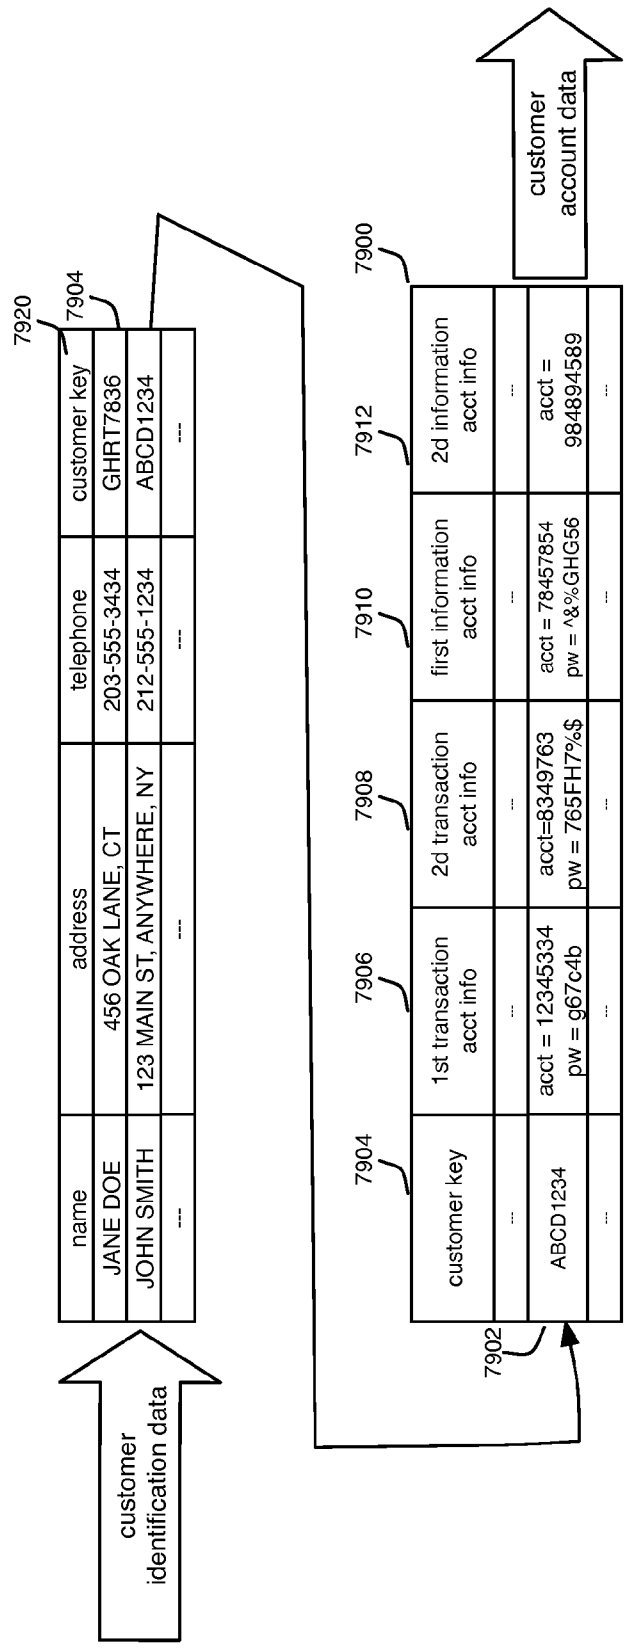 customer
identification data
7920
7904
name address telephone customer key
JANE DOE 456 OAK LANE, CT 203-555-3434 GHRT7836
JOHN SMITH 123 MAIN ST, ANYWHERE, NY 212-555-1234 ABCD1234
--- --- --- ---
7904 7906 7908 7910 7912 7900
customer key
1st transaction
acct info
2d transaction
acct info
first information
acct info
2d information
acct info
--- --- --- --- ---
7902
ABCD1234
acct = 12345334
pw = g67c4b
acct=8349763
pw = 765FH7%$
acct = 78457854
pw = ^&%GHG56
acct =
984894589
--- --- --- --- ---
customer
account data